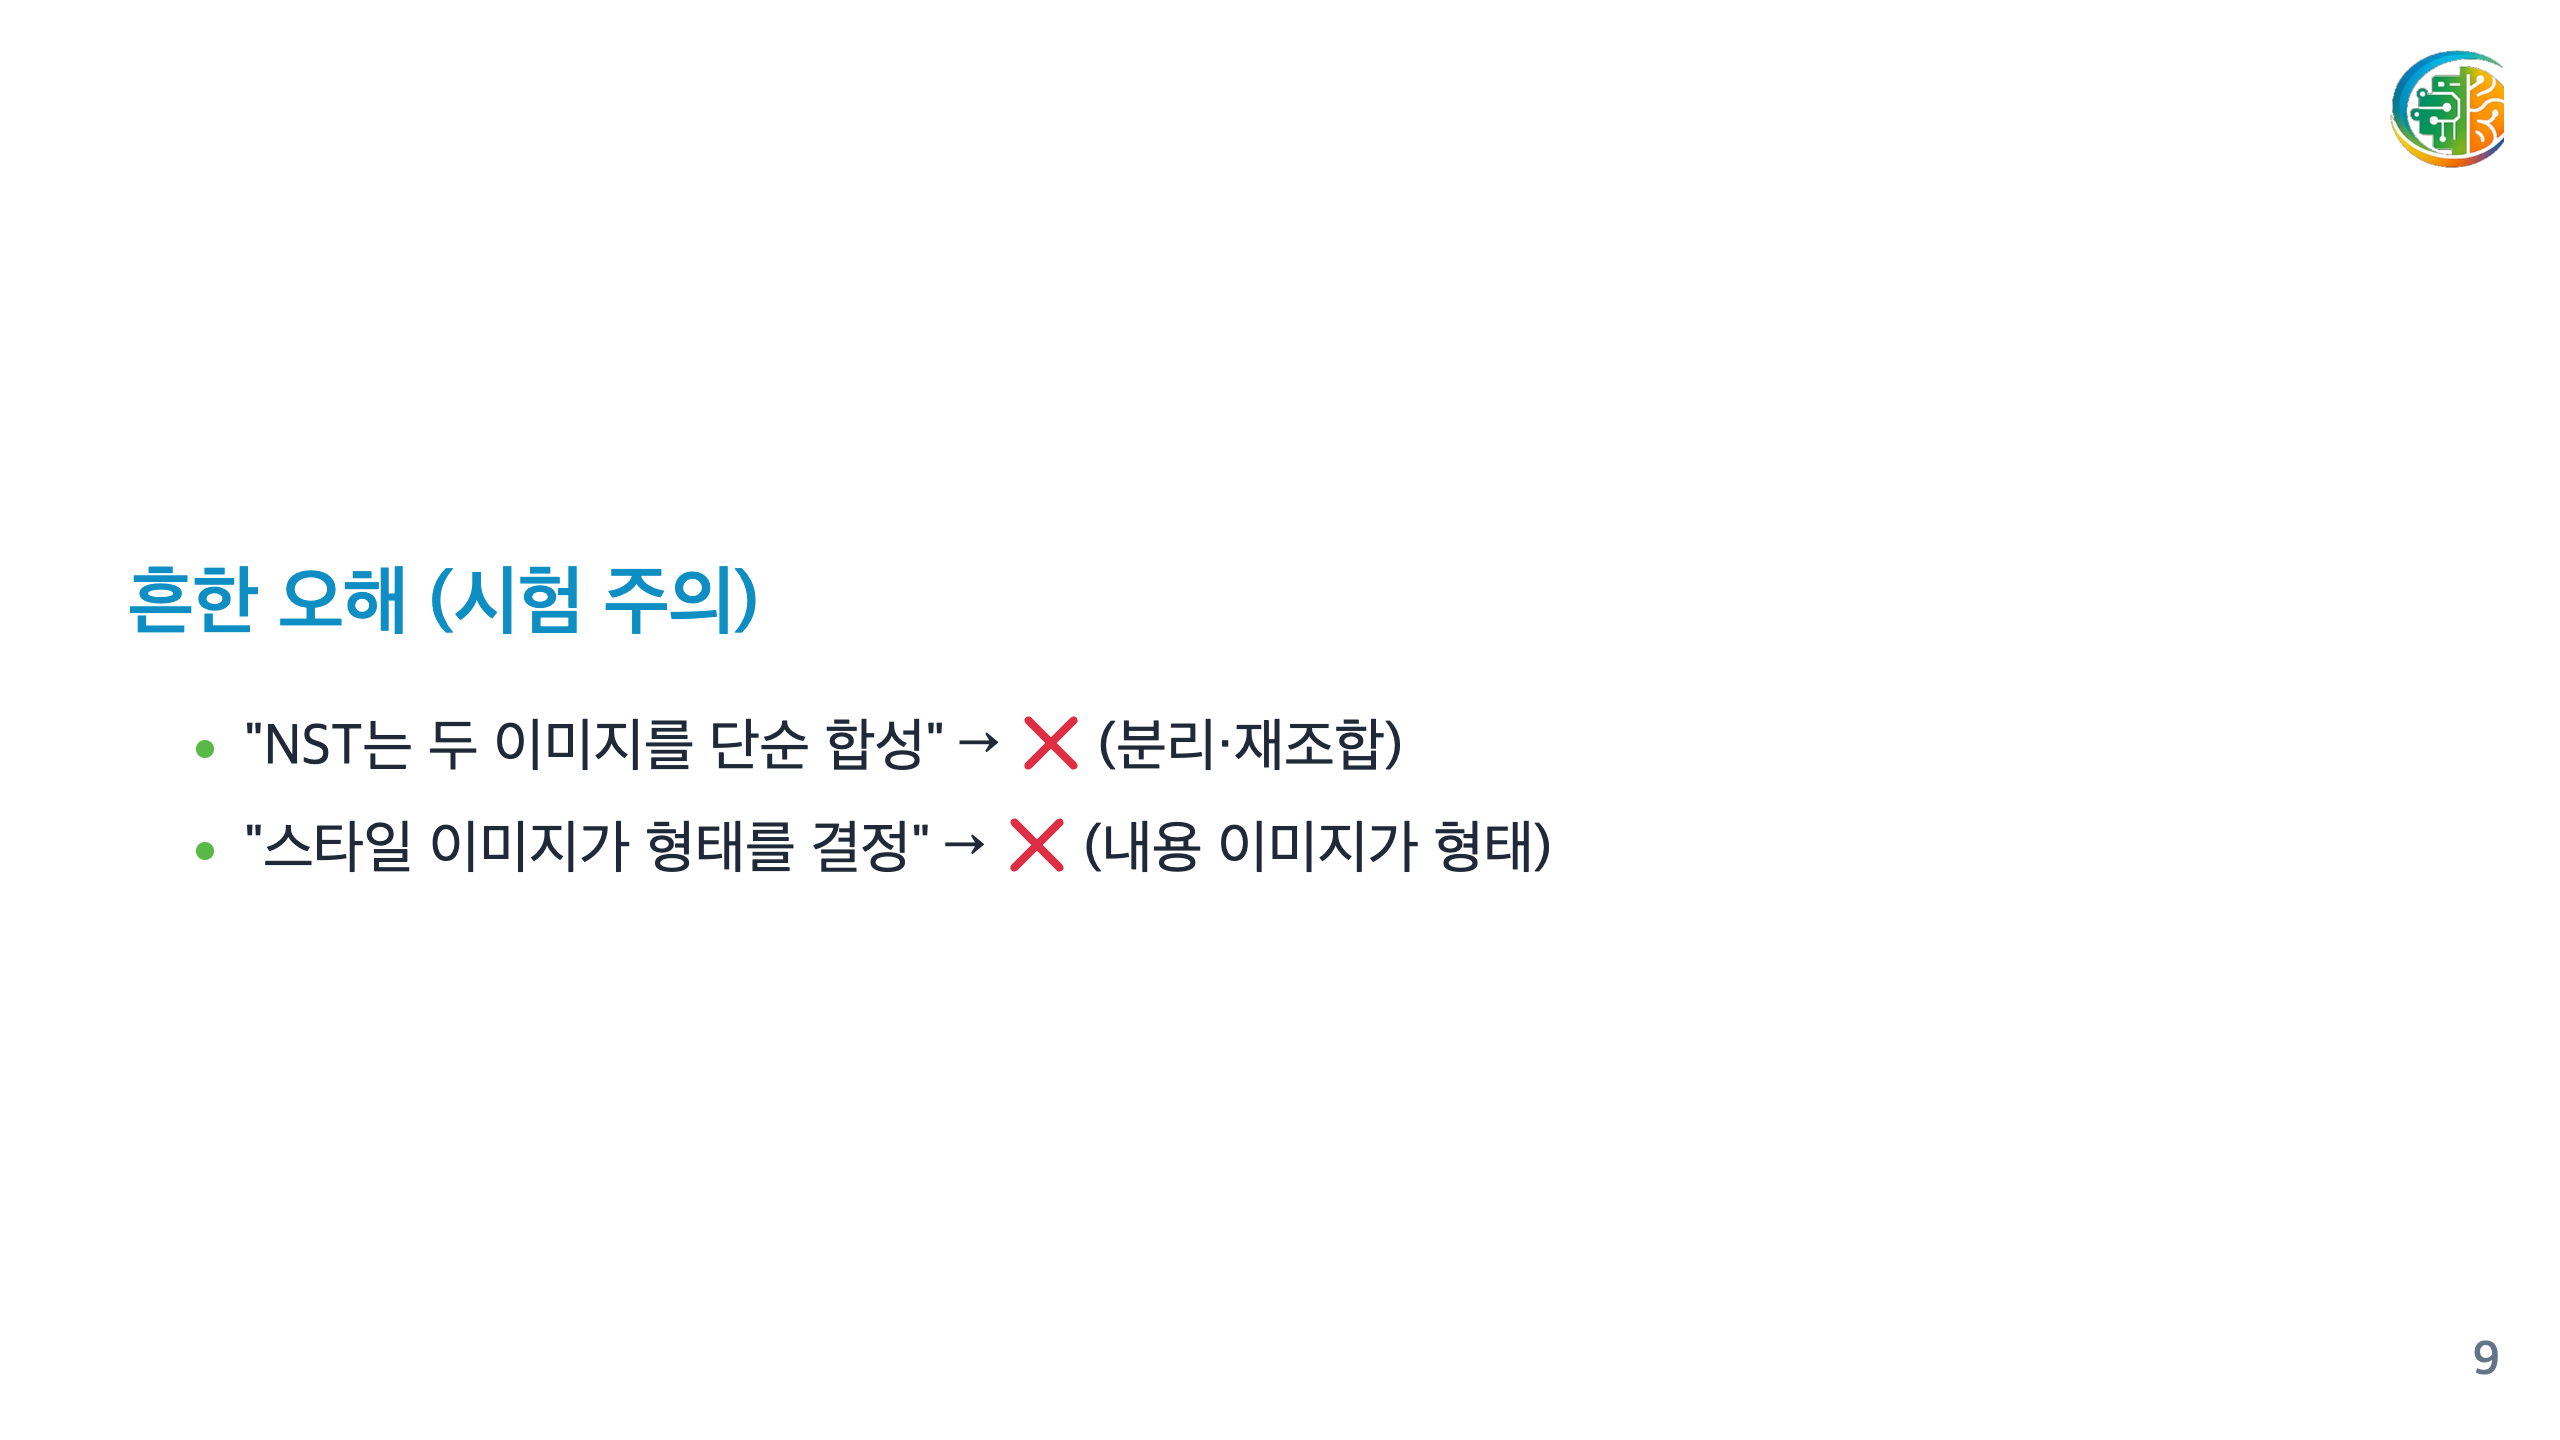 흔한 오해 (시험 주의)
• "NST는 두 이미지를 단순 합성" → ❌ (분리·재조합)
• "스타일 이미지가 형태를 결정" → ❌ (내용 이미지가 형태)
9